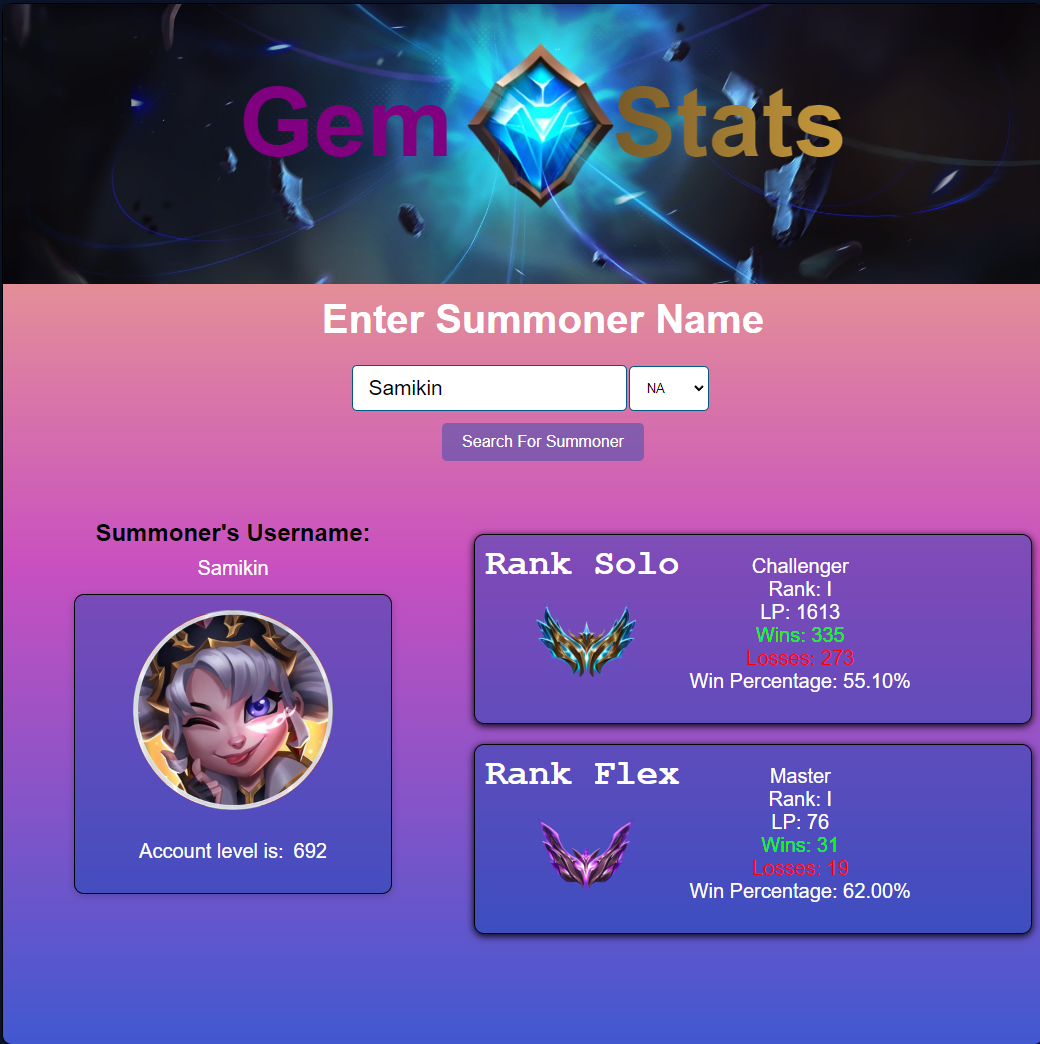 Gem Stats
Enter Summoner Name
Samikin NA
Search For Summoner
Summoner's Username:
Samikin
Account level is: 692
Rank Solo
Challenger
Rank: I
LP: 1613
Wins: 335
Losses: 273
Win Percentage: 55.10%
Rank Flex
Master
Rank: I
LP: 76
Wins: 31
Losses: 19
Win Percentage: 62.00%